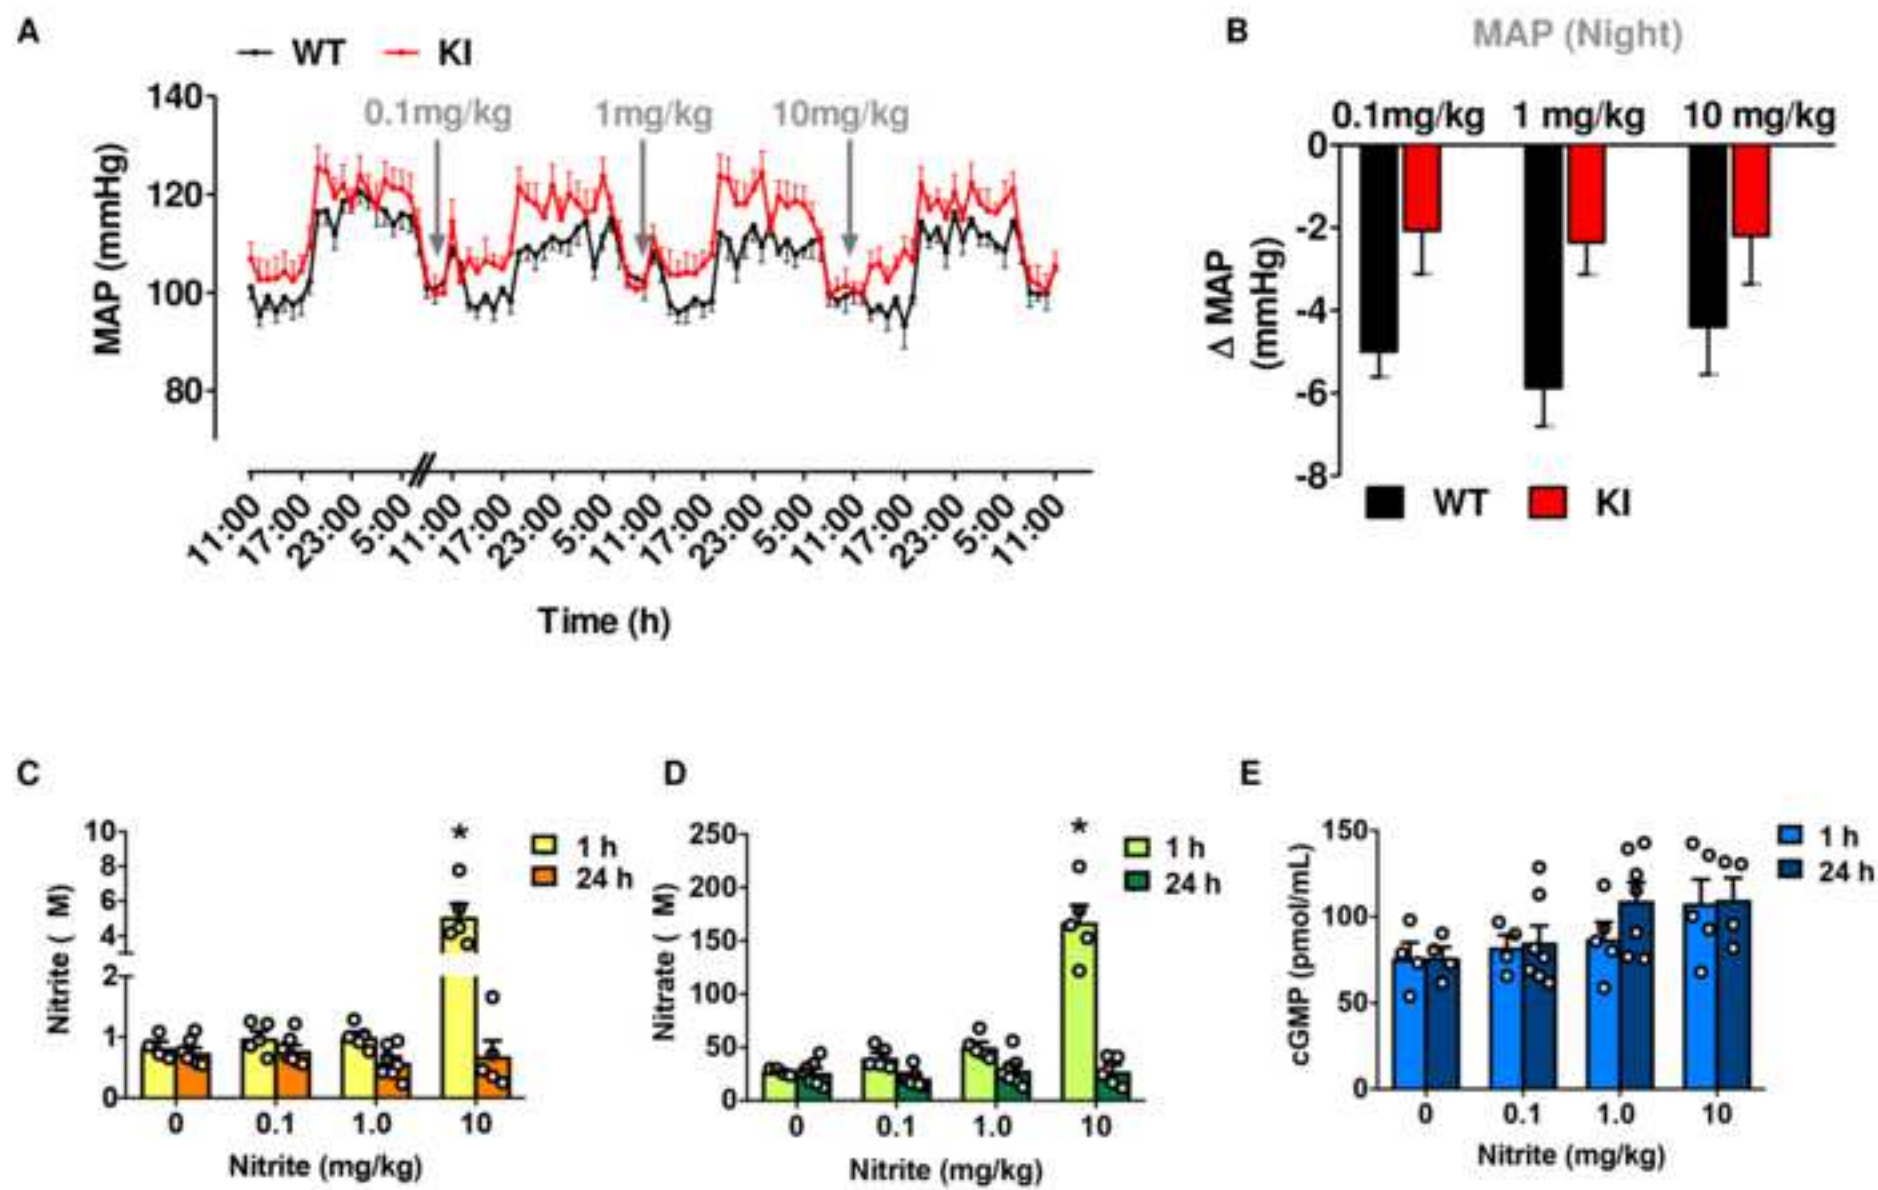 A
WT KI
MAP (mmHg)
140
120
100
80
0.1mg/kg 1mg/kg 10mg/kg
11:00 17:00 23:00 5:00 11:00 17:00 23:00 5:00 11:00 17:00 23:00 5:00 11:00 17:00 23:00 5:00 11:00
Time (h)
B
MAP (Night)
0.1mg/kg 1 mg/kg 10 mg/kg
Δ MAP
(mmHg)
0
-2
-4
-6
-8
WT KI
C
Nitrite ( M)
10
8
6
4
2
1
0
*
1 h
24 h
0 0.1 1.0 10
Nitrite (mg/kg)
D
Nitrate ( M)
250
200
150
100
50
0
*
1 h
24 h
0 0.1 1.0 10
Nitrite (mg/kg)
E
cGMP (pmol/mL)
150
100
50
0
1 h
24 h
0 0.1 1.0 10
Nitrite (mg/kg)